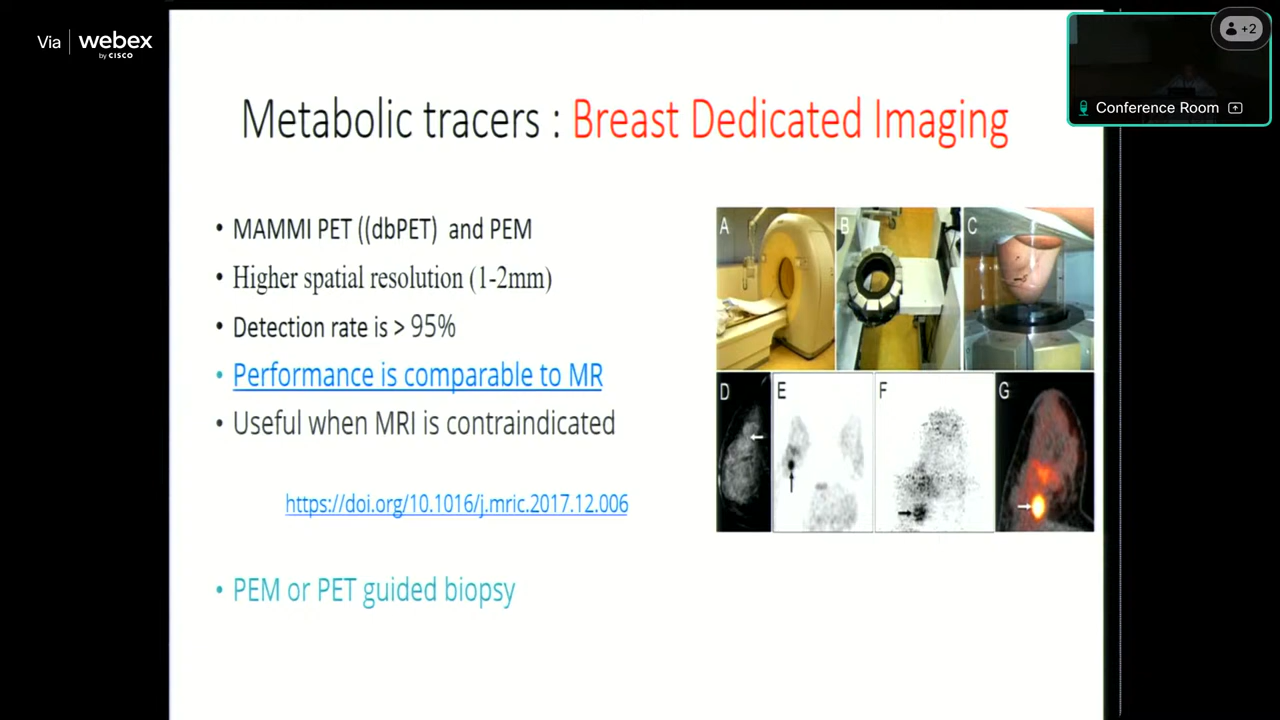 Via webex
by CISCO
+2
Conference Room
Metabolic tracers : Breast Dedicated Imaging
• MAMMI PET ((dbPET) and PEM
• Higher spatial resolution (1-2mm)
• Detection rate is > 95%
• Performance is comparable to MR
• Useful when MRI is contraindicated
https://doi.org/10.1016/j.mric.2017.12.006
• PEM or PET guided biopsy
A B C
D E F G